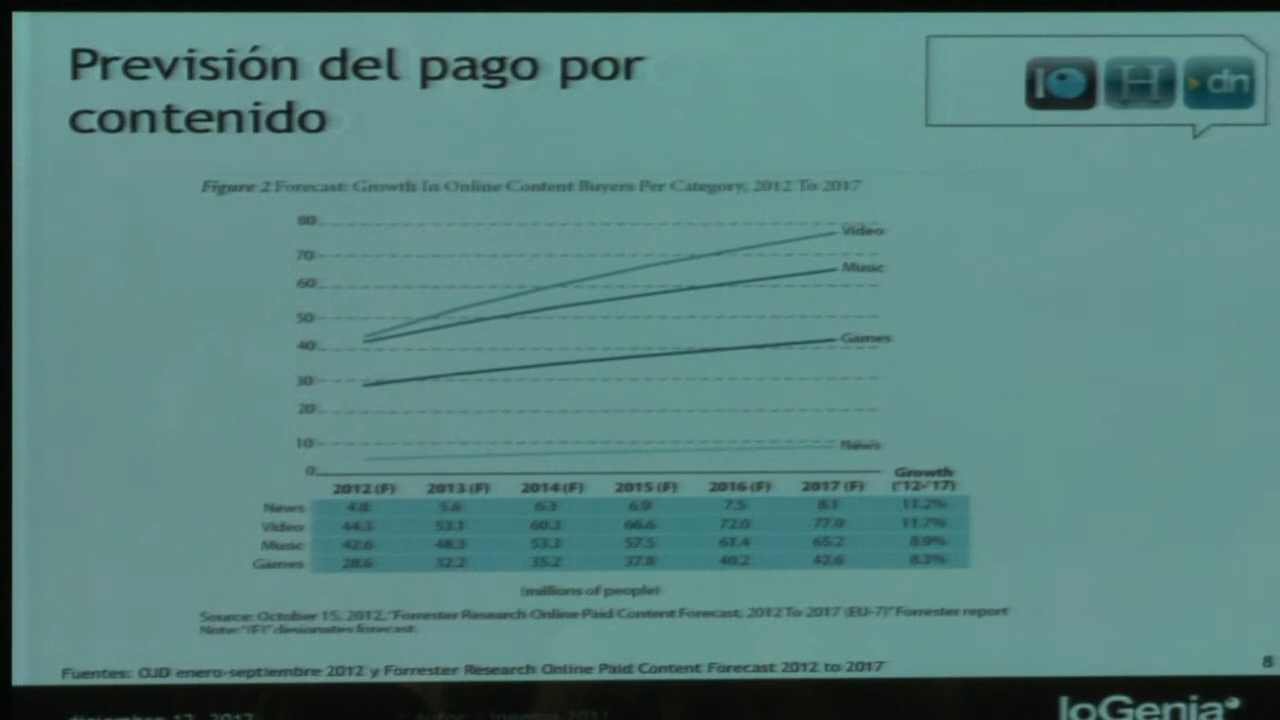 Previsión del pago por
contenido
IO H dn
Figure 2 Forecast: Growth In Online Content Buyers Per Category, 2012 To 2017
80
Video
70
Music
60
50
Games
40
30
20
10
News
0
Growth
2012 (F) 2013 (F) 2014 (F) 2015 (F) 2016 (F) 2017 (F) ('12-'17)
News 4.8 5.6 6.3 6.9 7.5 8.1 11.2%
Video 44.3 53.1 60.3 66.6 72.0 77.0 11.7%
Music 42.6 48.3 53.2 57.5 61.4 65.2 8.9%
Games 28.6 32.2 35.2 37.8 40.2 42.6 8.3%
(millions of people)
Source: October 15, 2012, "Forrester Research Online Paid Content Forecast, 2012 To 2017 (EU-7)" Forrester report
Note: "(F)" designates forecast.
Fuentes: OJD enero-septiembre 2012 y Forrester Research Online Paid Content Forecast 2012 to 2017
8
IoGenia